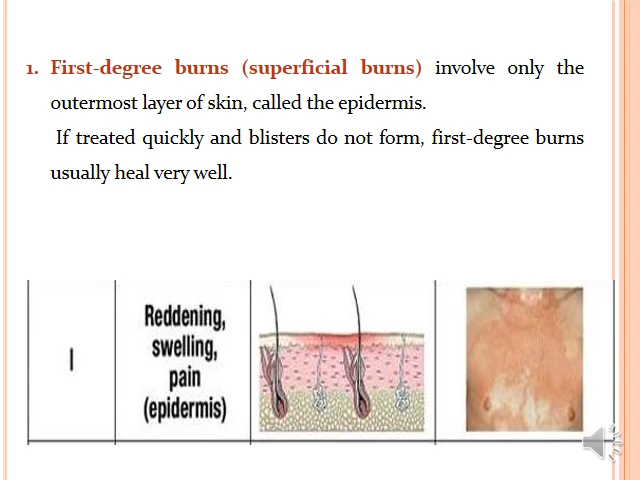 1. First-degree burns (superficial burns) involve only the
outermost layer of skin, called the epidermis.
If treated quickly and blisters do not form, first-degree burns
usually heal very well.
I
Reddening,
swelling,
pain
(epidermis)